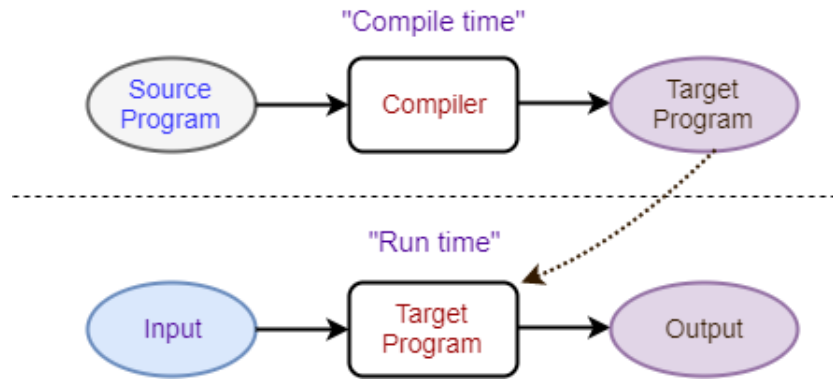 "Compile time"
Source
Program
Compiler
Target
Program
"Run time"
Input
Target
Program
Output